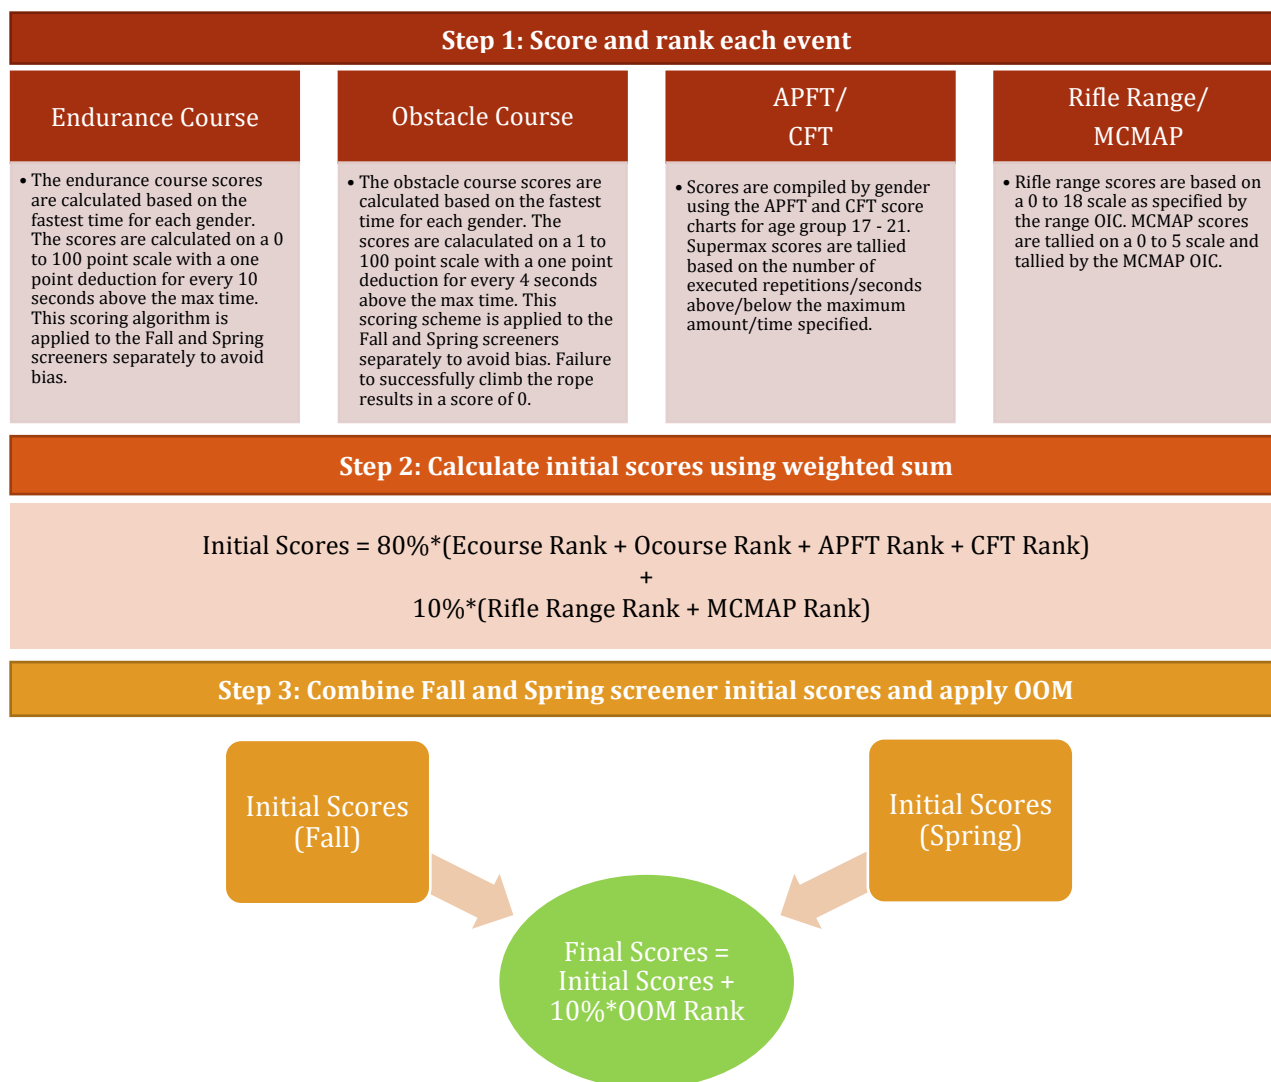 Step 1: Score and rank each event
Endurance Course
• The endurance course scores
are calculated based on the
fastest time for each gender.
The scores are calculated on a 0
to 100 point scale with a one
point deduction for every 10
seconds above the max time.
This scoring algorithm is
applied to the Fall and Spring
screeners separately to avoid
bias.
Obstacle Course
• The obstacle course scores are
calculated based on the fastest
time for each gender. The
scores are calaculated on a 1 to
100 point scale with a one point
deduction for every 4 seconds
above the max time. This
scoring scheme is applied to the
Fall and Spring screeners
separately to avoid bias. Failure
to successfully climb the rope
results in a score of 0.
APFT/
CFT
• Scores are compiled by gender
using the APFT and CFT score
charts for age group 17 - 21.
Supermax scores are tallied
based on the number of
executed repetitions/seconds
above/below the maximum
amount/time specified.
Rifle Range/
MCMAP
• Rifle range scores are based on
a 0 to 18 scale as specified by
the range OIC. MCMAP scores
are tallied on a 0 to 5 scale and
tallied by the MCMAP OIC.
Step 2: Calculate initial scores using weighted sum
Initial Scores = 80%*(Ecourse Rank + Ocourse Rank + APFT Rank + CFT Rank)
+
10%*(Rifle Range Rank + MCMAP Rank)
Step 3: Combine Fall and Spring screener initial scores and apply OOM
Initial Scores
(Fall)
Initial Scores
(Spring)
Final Scores =
Initial Scores +
10%*OOM Rank